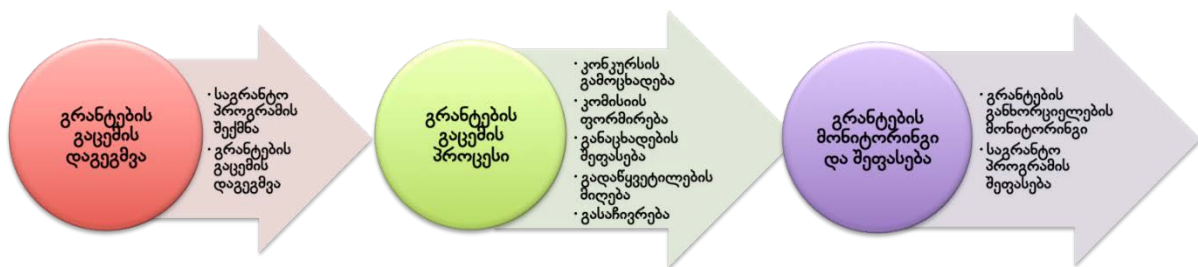 გრანტების
გაცემის
დაგეგმვა
· საგრანტო
პროგრამის
შექმნა
· გრანტების
გაცემის
დაგეგმვა
გრანტების
გაცემის
პროცესი
· კონკურსის
გამოცხადება
· კომისიის
ფორმირება
· განაცხადების
შეფასება
· გადაწყვეტილების
მიღება
· გასაჩივრება
გრანტების
მონიტორინგი
და შეფასება
· გრანტების
განხორციელების
მონიტორინგი
· საგრანტო
პროგრამის
შეფასება